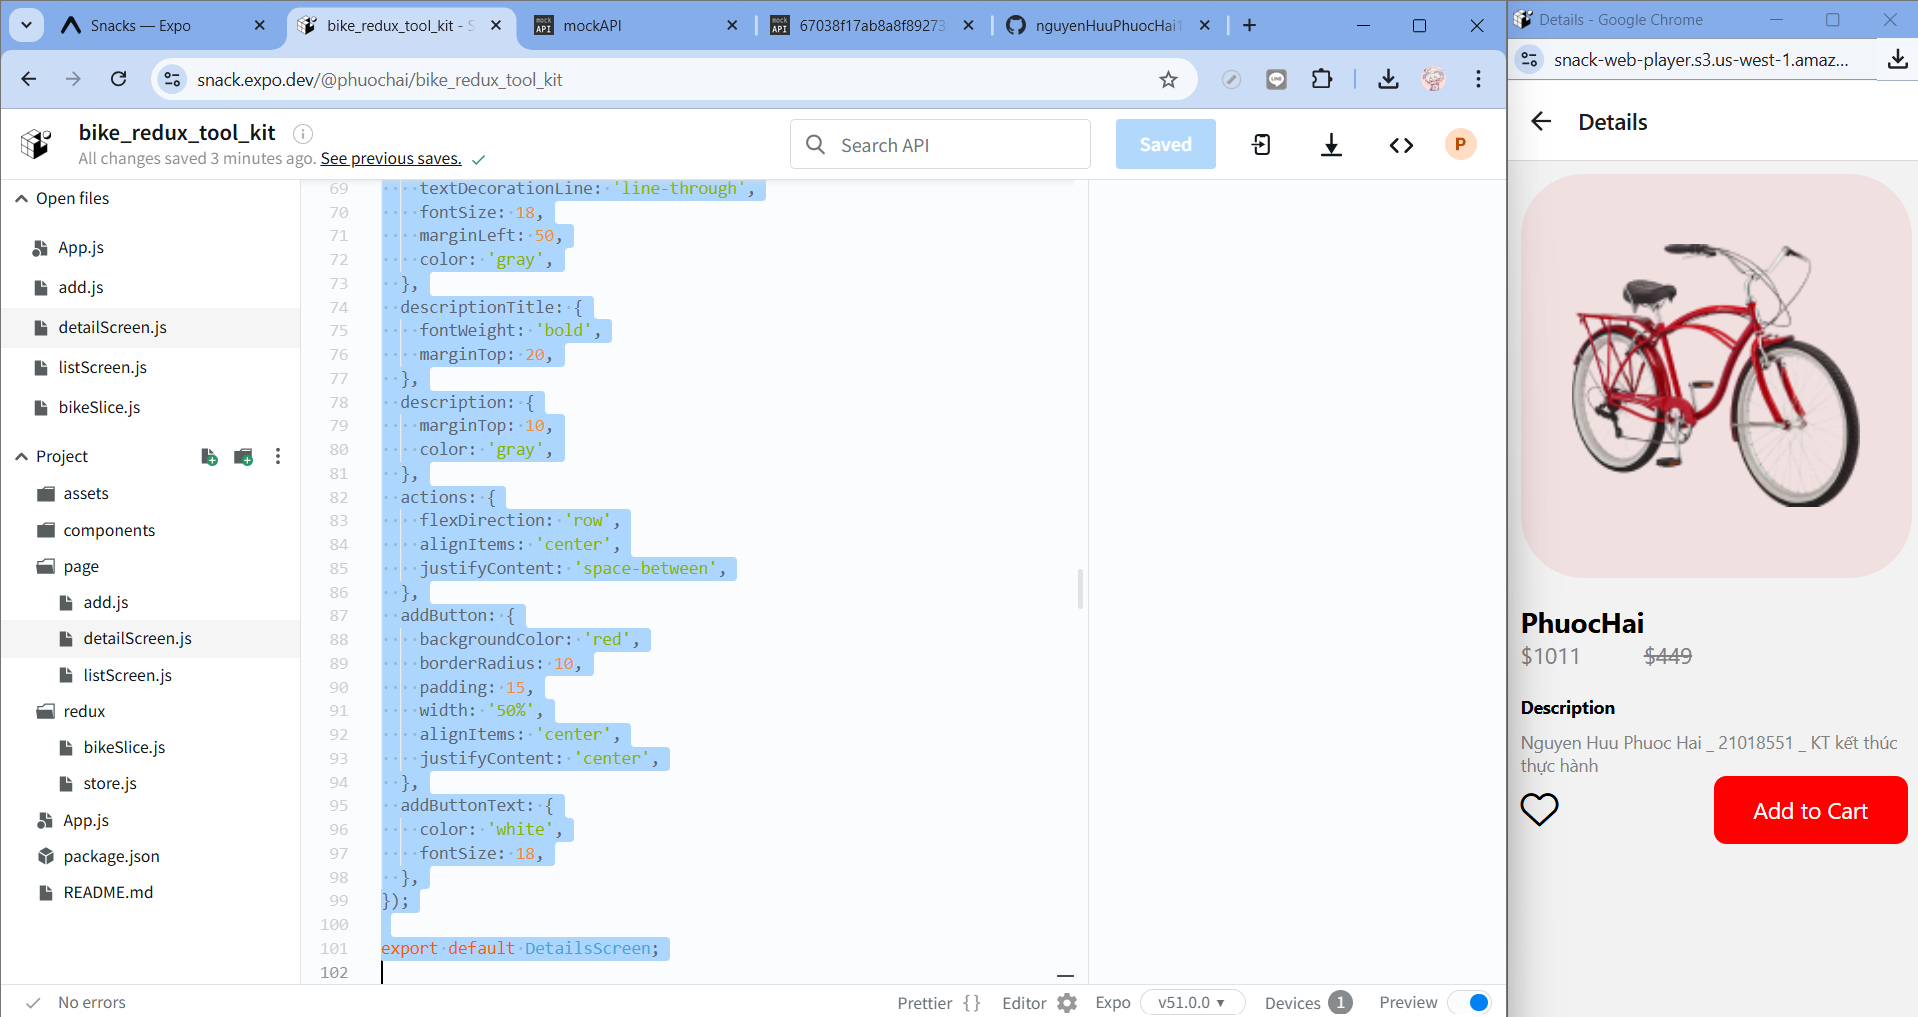 Snacks — Expo
bike_redux_tool_kit - S
mock API
mockAPI
mock API
67038f17ab8a8f89273
nguyenHuuPhuocHai1
snack.expo.dev/@phuochai/bike_redux_tool_kit
bike_redux_tool_kit
All changes saved 3 minutes ago. See previous saves.
Search API
Saved
P
Open files
App.js
add.js
detailScreen.js
listScreen.js
bikeSlice.js
Project
assets
components
page
add.js
detailScreen.js
listScreen.js
redux
bikeSlice.js
store.js
App.js
package.json
README.md
69 textDecorationLine: 'line-through',
70 fontSize: 18,
71 marginLeft: 50,
72 color: 'gray',
73 },
74 descriptionTitle: {
75 fontWeight: 'bold',
76 marginTop: 20,
77 },
78 description: {
79 marginTop: 10,
80 color: 'gray',
81 },
82 actions: {
83 flexDirection: 'row',
84 alignItems: 'center',
85 justifyContent: 'space-between',
86 },
87 addButton: {
88 backgroundColor: 'red',
89 borderRadius: 10,
90 padding: 15,
91 width: '50%',
92 alignItems: 'center',
93 justifyContent: 'center',
94 },
95 addButtonText: {
96 color: 'white',
97 fontSize: 18,
98 },
99 });
100
101 export default DetailsScreen;
102
No errors
Prettier {}
Editor
Expo
v51.0.0
Devices 1
Preview
Details - Google Chrome
snack-web-player.s3.us-west-1.amaz...
Details
PhuocHai
$1011 $449
Description
Nguyen Huu Phuoc Hai _ 21018551 _ KT kết thúc
thực hành
Add to Cart